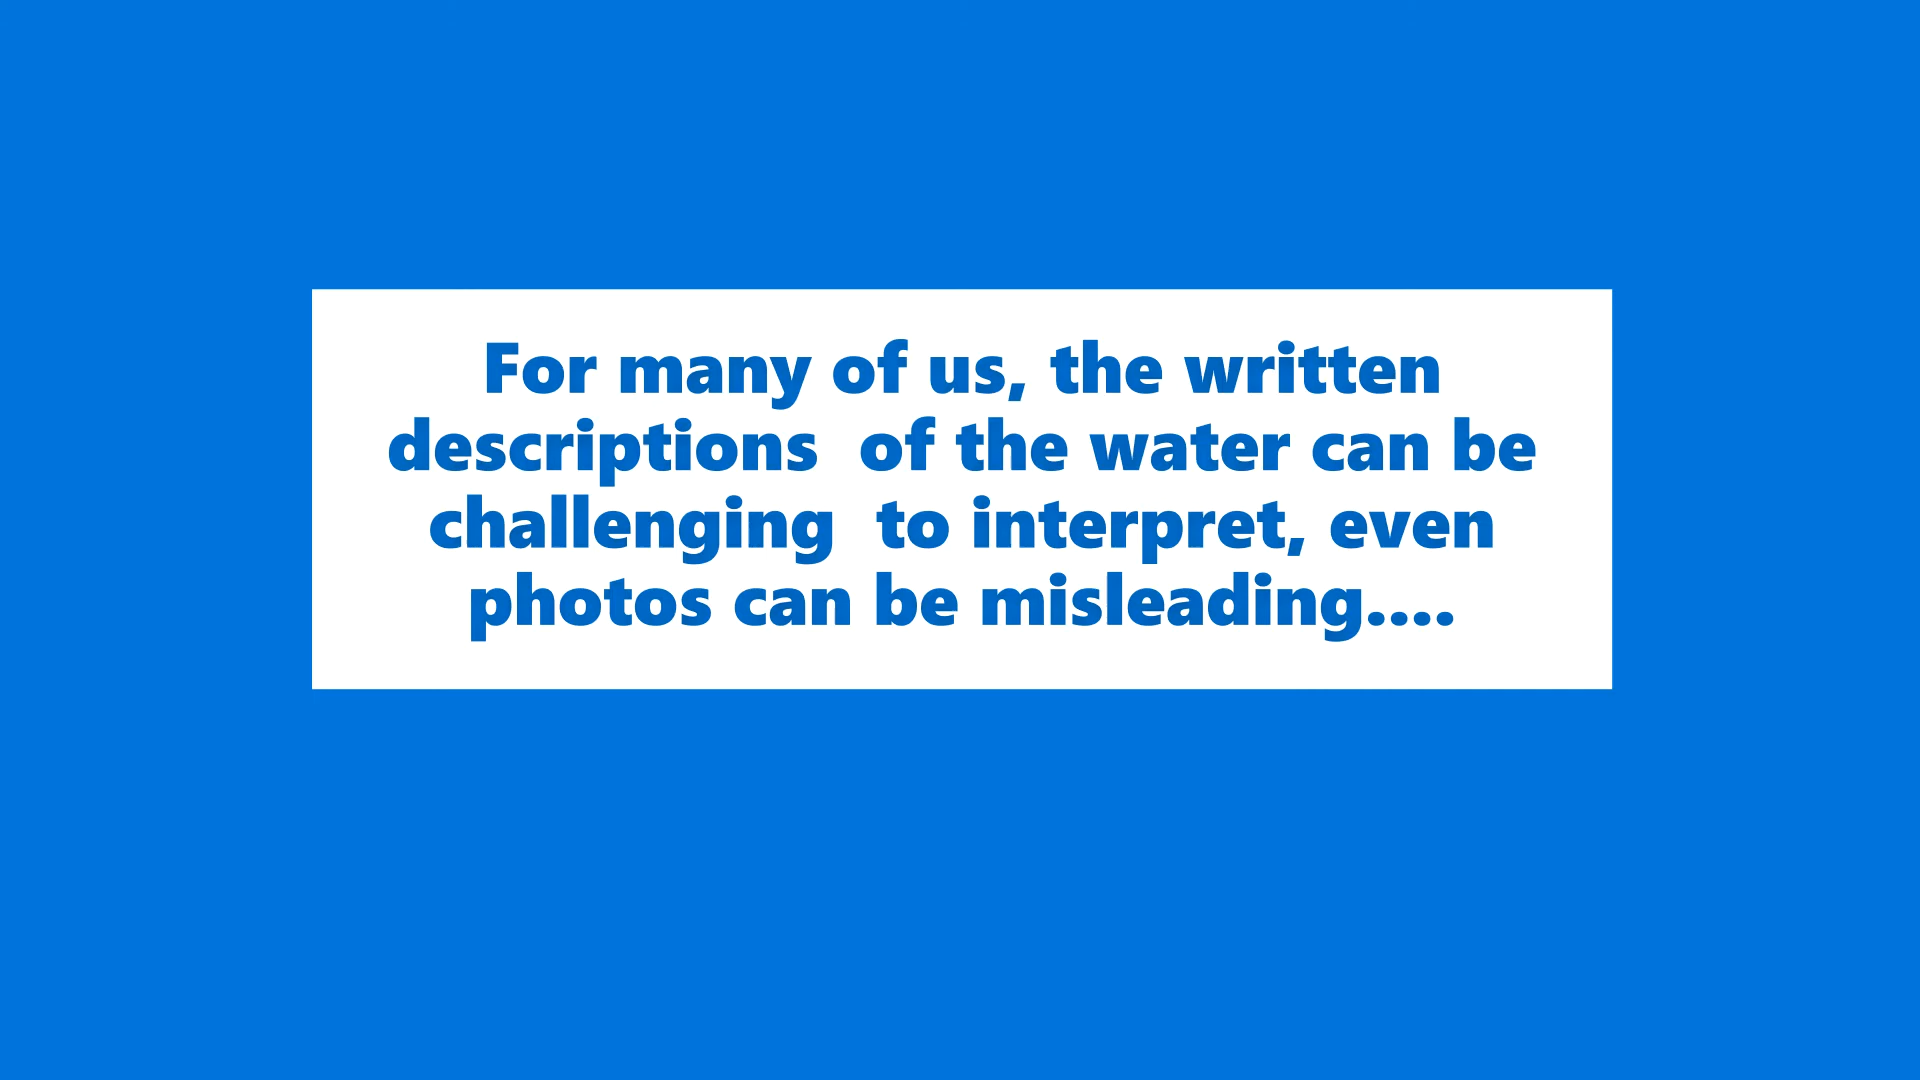 For many of us, the written
descriptions  of the water can be
challenging  to interpret, even
photos can be misleading....